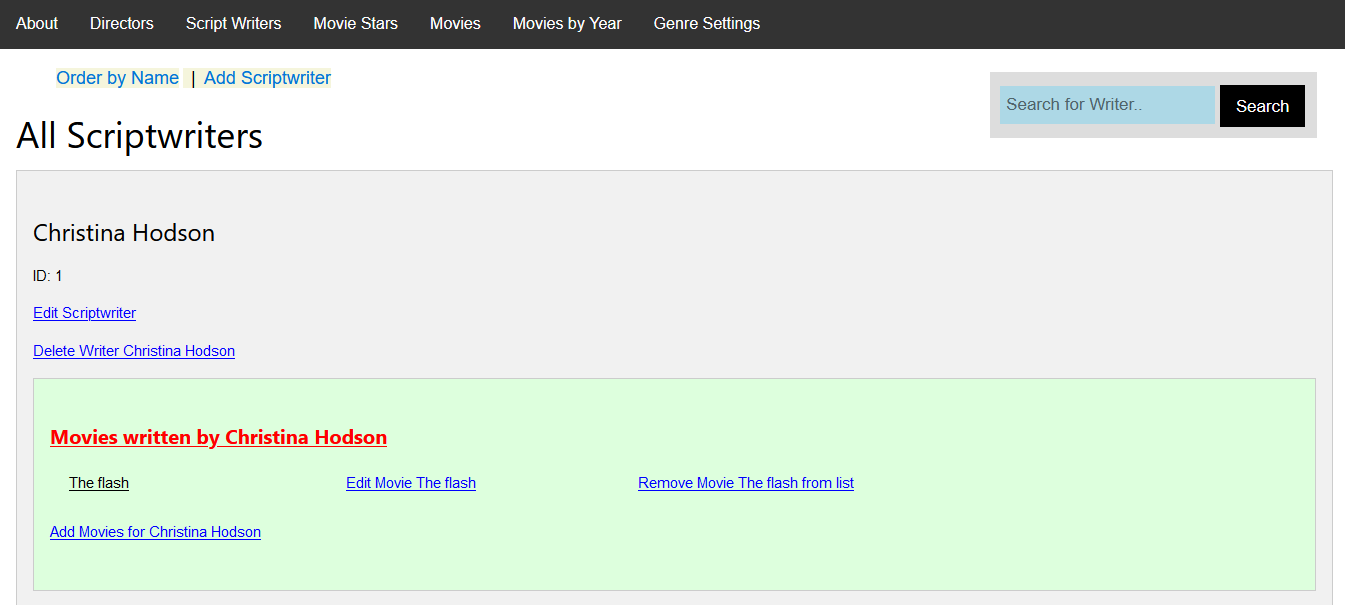 About Directors Script Writers Movie Stars Movies Movies by Year Genre Settings
Order by Name | Add Scriptwriter
Search for Writer.. Search
All Scriptwriters
Christina Hodson
ID: 1
Edit Scriptwriter
Delete Writer Christina Hodson
Movies written by Christina Hodson
The flash Edit Movie The flash Remove Movie The flash from list
Add Movies for Christina Hodson